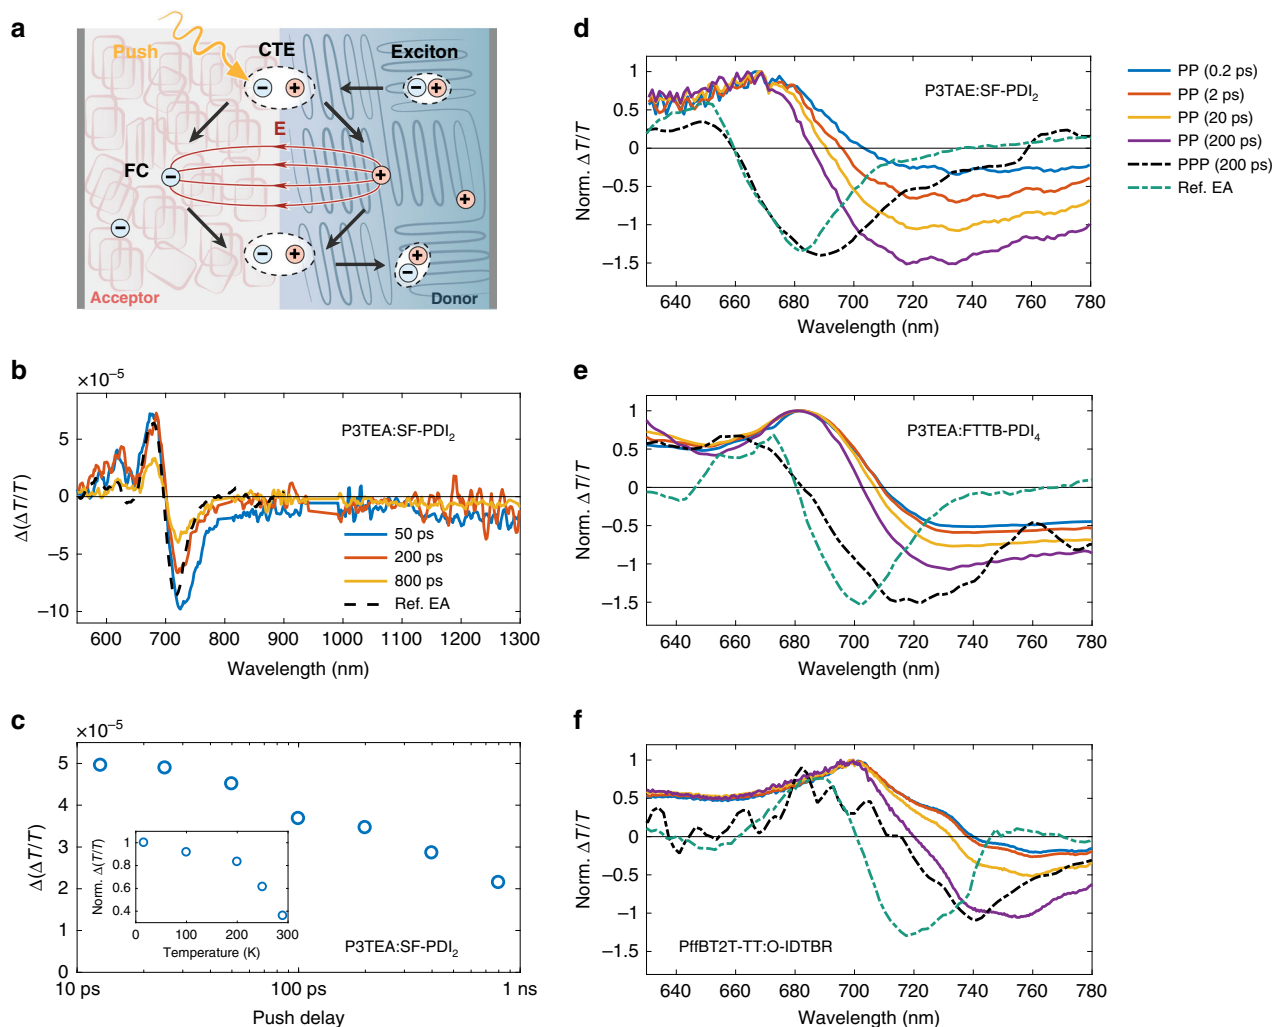 a
Push
CTE
Exciton
E
FC
Acceptor
Donor
b
×10−5
P3TEA:SF-PDI2
Δ(ΔT/T)
5
0
−5
−10
50 ps
200 ps
800 ps
Ref. EA
600 700 800 900 1000 1100 1200 1300
Wavelength (nm)
c
×10−5
Δ(ΔT/T)
5
4
3
2
1
0
Norm. Δ(T/T)
1.0
0.8
0.6
0.4
0 100 200 300
Temperature (K)
P3TEA:SF-PDI2
10 ps 100 ps 1 ns
Push delay
d
Norm. ΔT/T
1
0.5
0
−0.5
−1
−1.5
P3TAE:SF-PDI2
640 660 680 700 720 740 760 780
Wavelength (nm)
PP (0.2 ps)
PP (2 ps)
PP (20 ps)
PP (200 ps)
PPP (200 ps)
Ref. EA
e
Norm. ΔT/T
1
0.5
0
−0.5
−1
−1.5
P3TEA:FTTB-PDI4
640 660 680 700 720 740 760 780
Wavelength (nm)
f
Norm. ΔT/T
1
0.5
0
−0.5
−1
−1.5
PffBT2T-TT:O-IDTBR
640 660 680 700 720 740 760 780
Wavelength (nm)